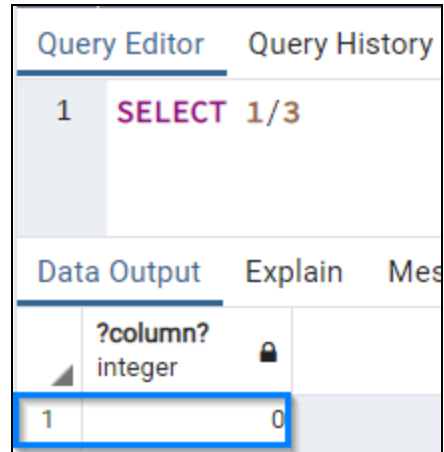 Query Editor Query History
1 SELECT 1/3
Data Output Explain
?column?
integer
1 0